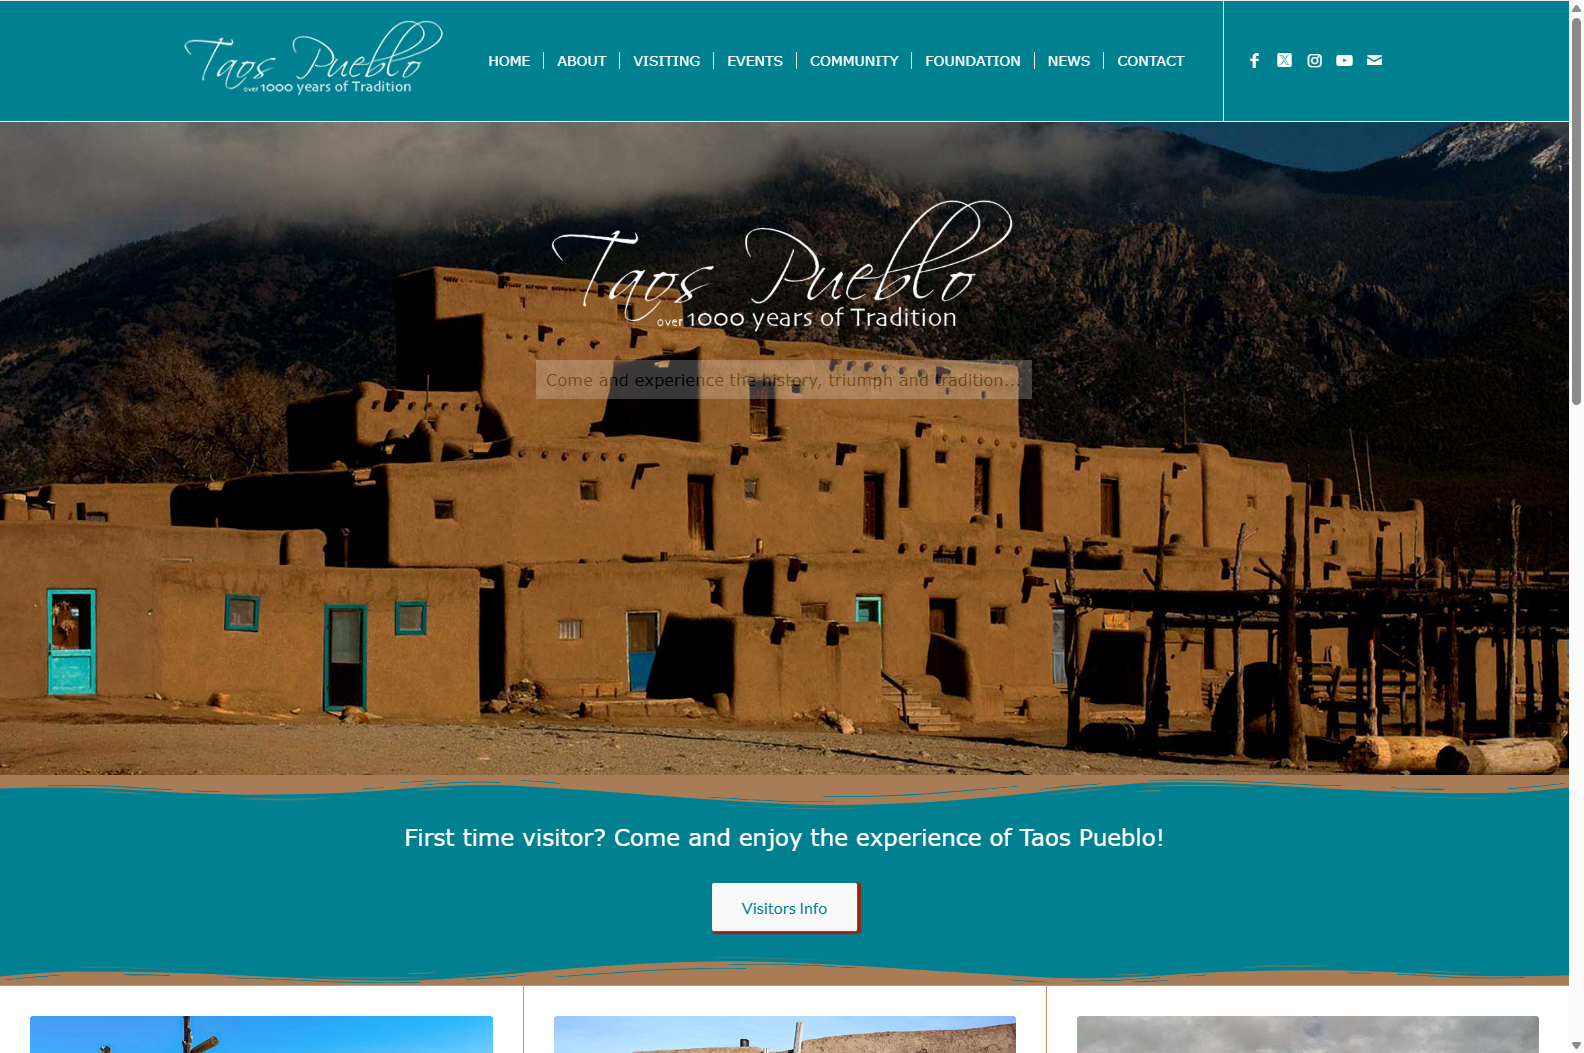 Taos Pueblo
over 1000 years of Tradition
HOME
ABOUT
VISITING
EVENTS
COMMUNITY
FOUNDATION
NEWS
CONTACT
Taos Pueblo
over 1000 years of Tradition
Come and experience the history, triumph and tradition...
First time visitor? Come and enjoy the experience of Taos Pueblo!
Visitors Info